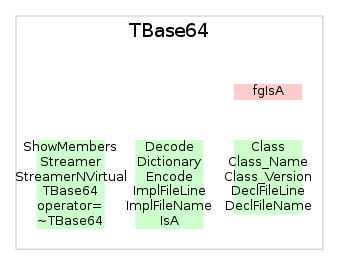 TBase64
fgIsA
ShowMembers
Streamer
StreamerNVirtual
TBase64
operator=
~TBase64
Decode
Dictionary
Encode
ImplFileLine
ImplFileName
IsA
Class
Class_Name
Class_Version
DeclFileLine
DeclFileName